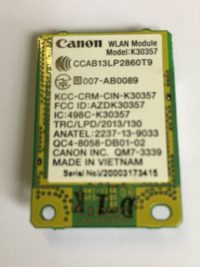 Canon WLAN Module
Model:K30357
CCAB13LP2860T9
R 007-AB0089
KCC-CRM-CIN-K30357
FCC ID:AZDK30357
IC:498C-K30357
TRC/LPD/2013/130
ANATEL:2237-13-9033
QC4-8058-DB01-02
CANON INC. QM7-3339
MADE IN VIETNAM
Serial No.V20003173415